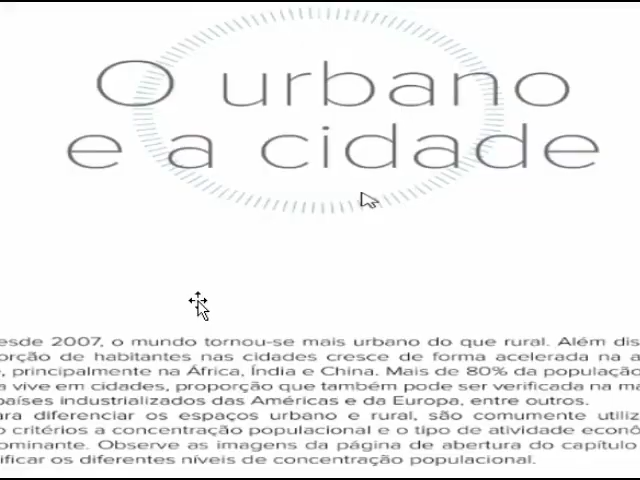 O urbano
e a cidade
esde 2007, o mundo tornou-se mais urbano do que rural. Além dis
orção de habitantes nas cidades cresce de forma acelerada na a
, principalmente na África, Índia e China. Mais de 80% da população
a vive em cidades, proporção que também pode ser verificada na ma
países industrializados das Américas e da Europa, entre outros.
ara diferenciar os espaços urbano e rural, são comumente utiliz
o critérios a concentração populacional e o tipo de atividade econô
ominante. Observe as imagens da página de abertura do capítulo
ificar os diferentes níveis de concentração populacional.